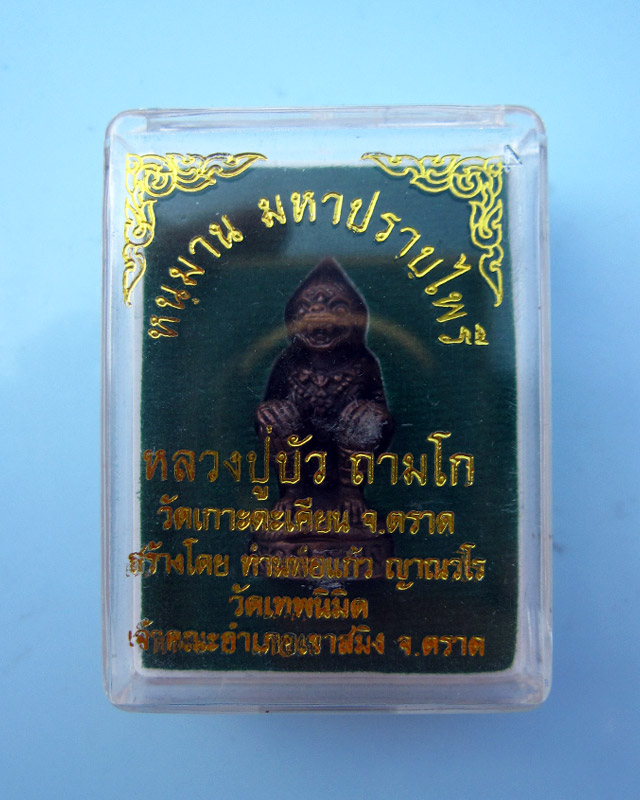 หนุมาน มหาปราบไพรี
หลวงปู่บัว ถามโก
วัดเกาะตะเคียน จ.ตราด
สร้างโดย ท่านพ่อแก้ว ญาณวโร
วัดเทพนิมิต
เจ้าคณะอำเภอเขาสมิง จ.ตราด